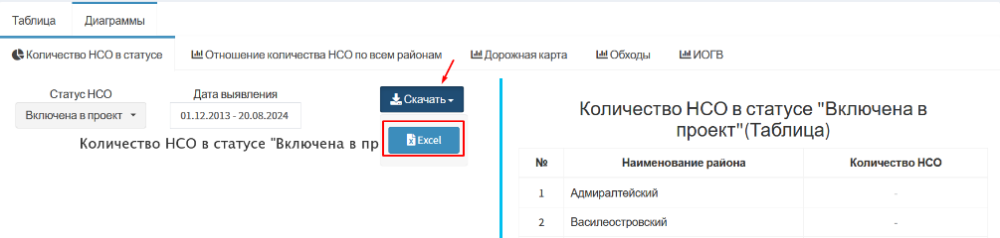 Таблица
Диаграммы
Количество НСО в статусе
Отношение количества НСО по всем районам
Дорожная карта
Обходы
ИОГВ
Статус НСО
Дата выявления
Включена в проект
01.12.2013 - 20.08.2024
Скачать
Excel
Количество НСО в статусе "Включена в пр
Количество НСО в статусе "Включена в
проект"(Таблица)
№ Наименование района Количество НСО
1 Адмиралтейский -
2 Василеостровский -